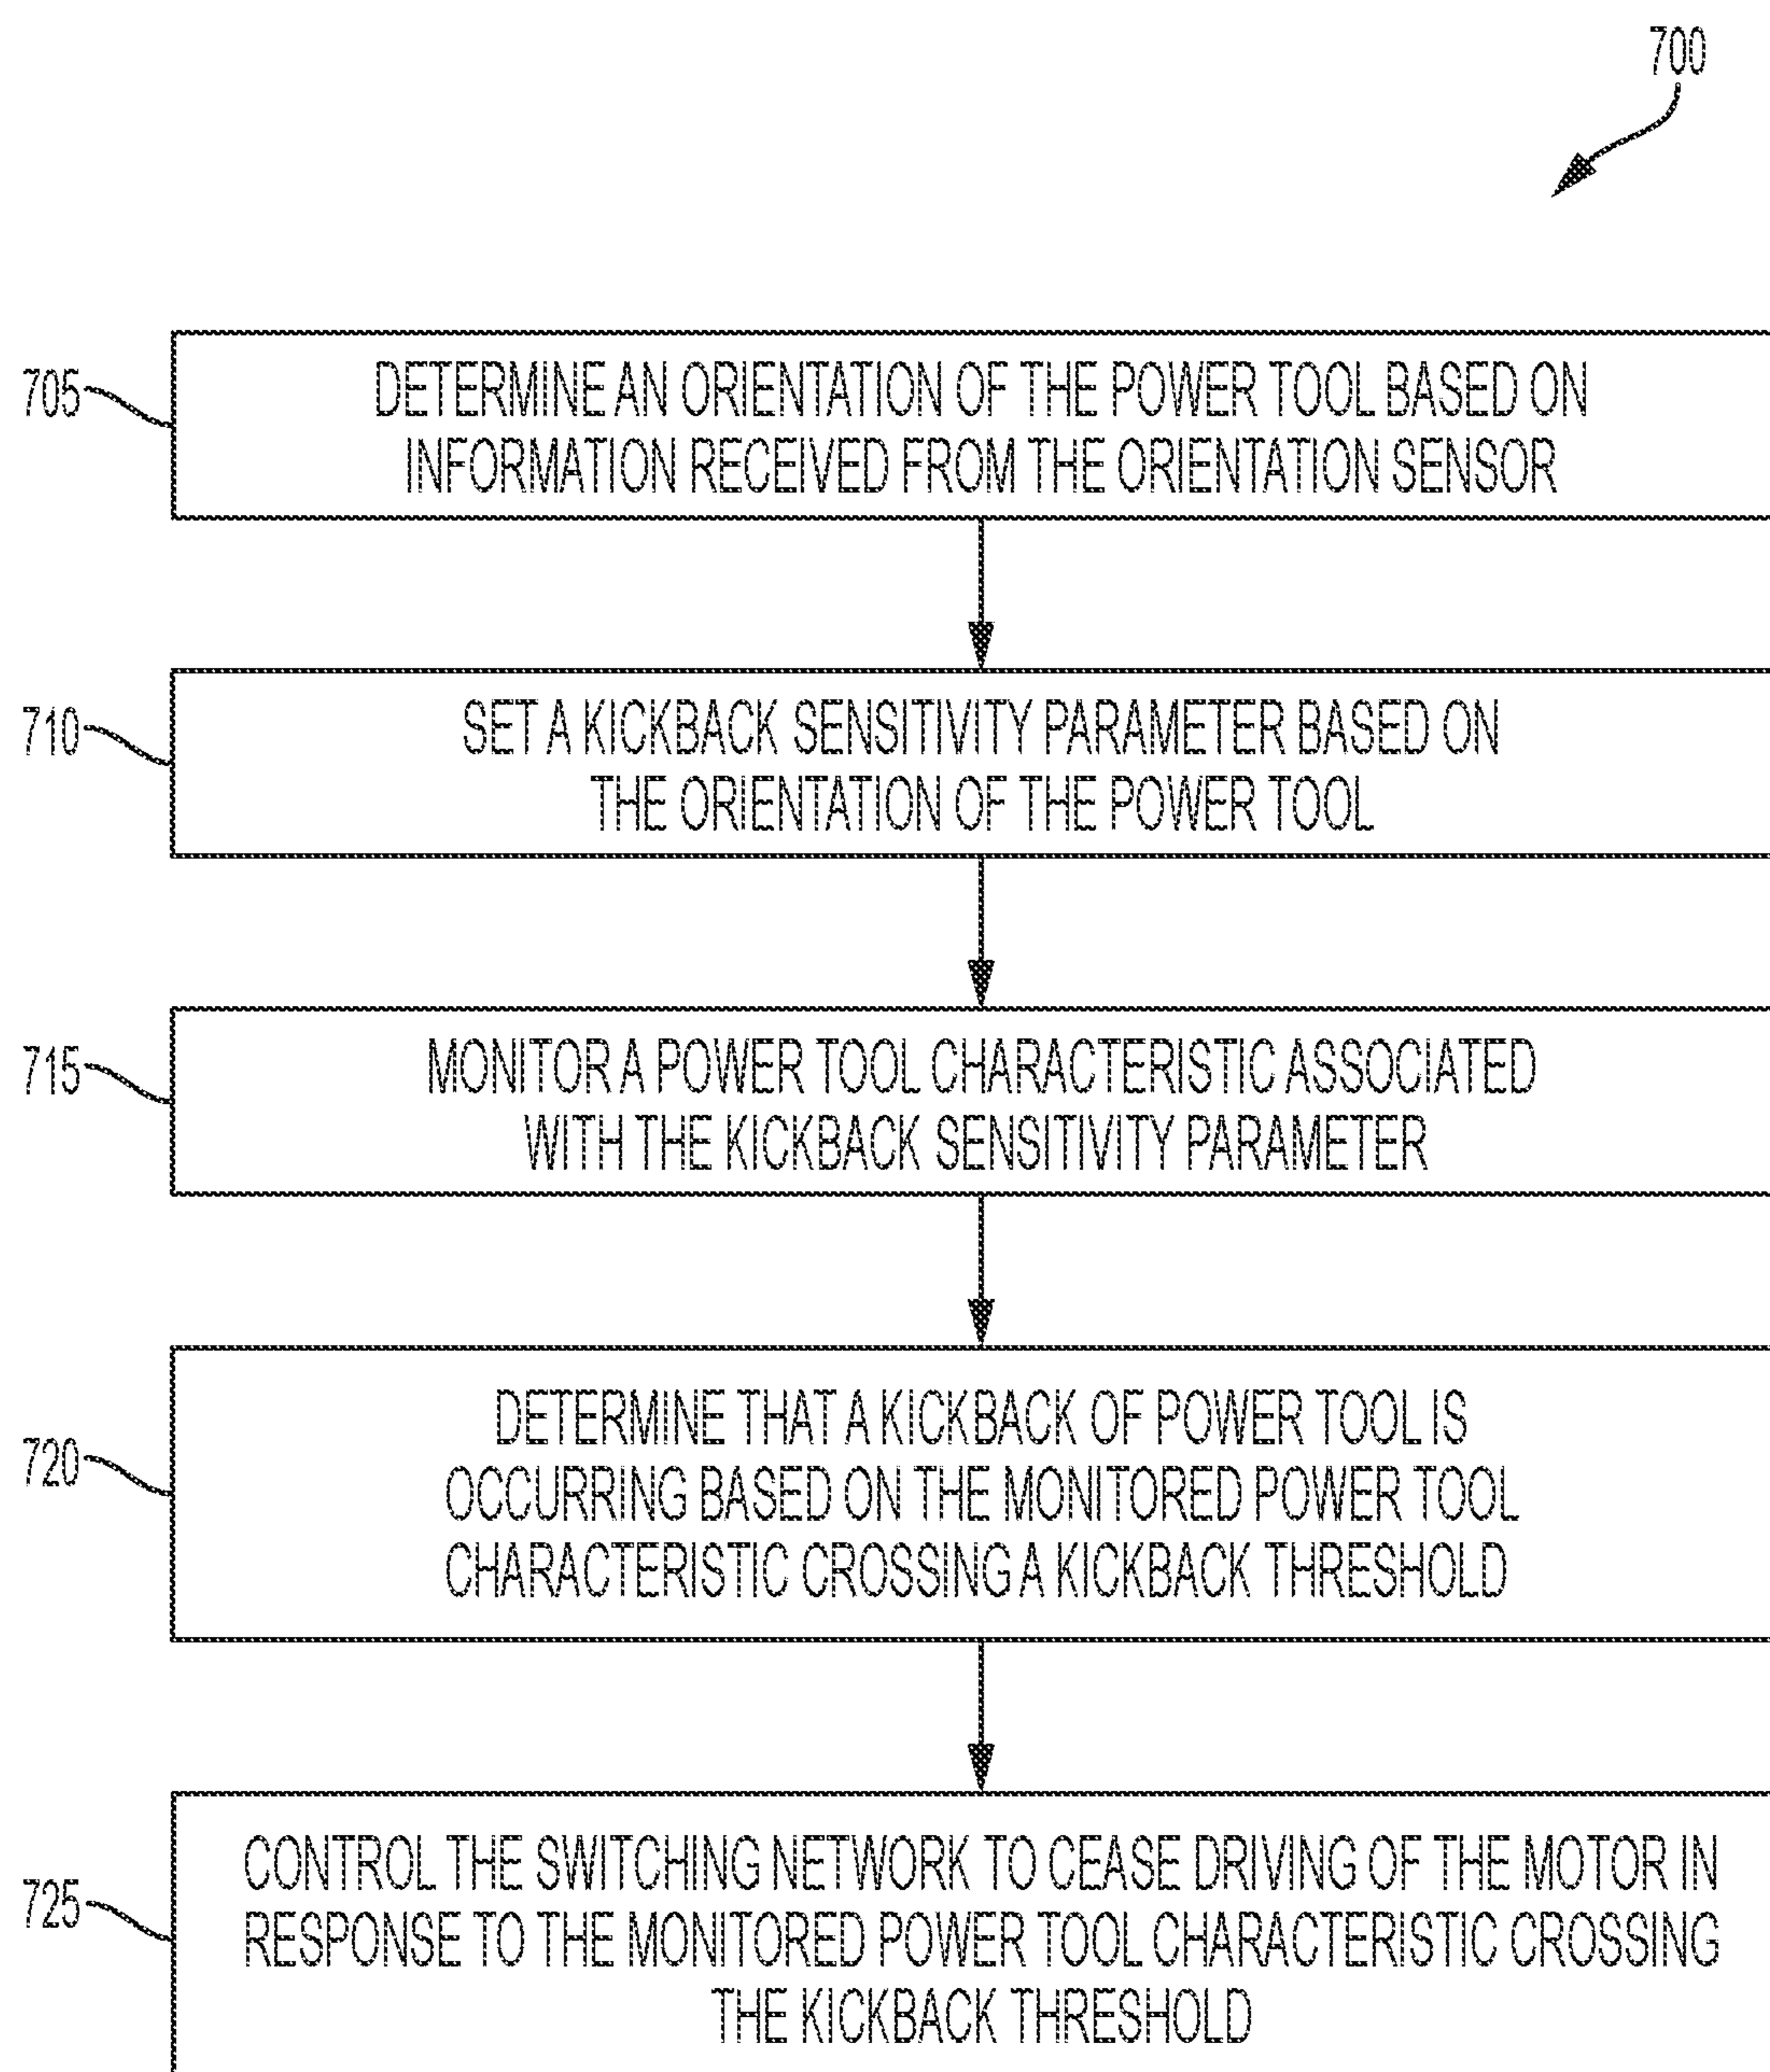 700
705
DETERMINE AN ORIENTATION OF THE POWER TOOL BASED ON
INFORMATION RECEIVED FROM THE ORIENTATION SENSOR
710
SET A KICKBACK SENSITIVITY PARAMETER BASED ON
THE ORIENTATION OF THE POWER TOOL
715
MONITOR A POWER TOOL CHARACTERISTIC ASSOCIATED
WITH THE KICKBACK SENSITIVITY PARAMETER
720
DETERMINE THAT A KICKBACK OF POWER TOOL IS
OCCURRING BASED ON THE MONITORED POWER TOOL
CHARACTERISTIC CROSSING A KICKBACK THRESHOLD
725
CONTROL THE SWITCHING NETWORK TO CEASE DRIVING OF THE MOTOR IN
RESPONSE TO THE MONITORED POWER TOOL CHARACTERISTIC CROSSING
THE KICKBACK THRESHOLD